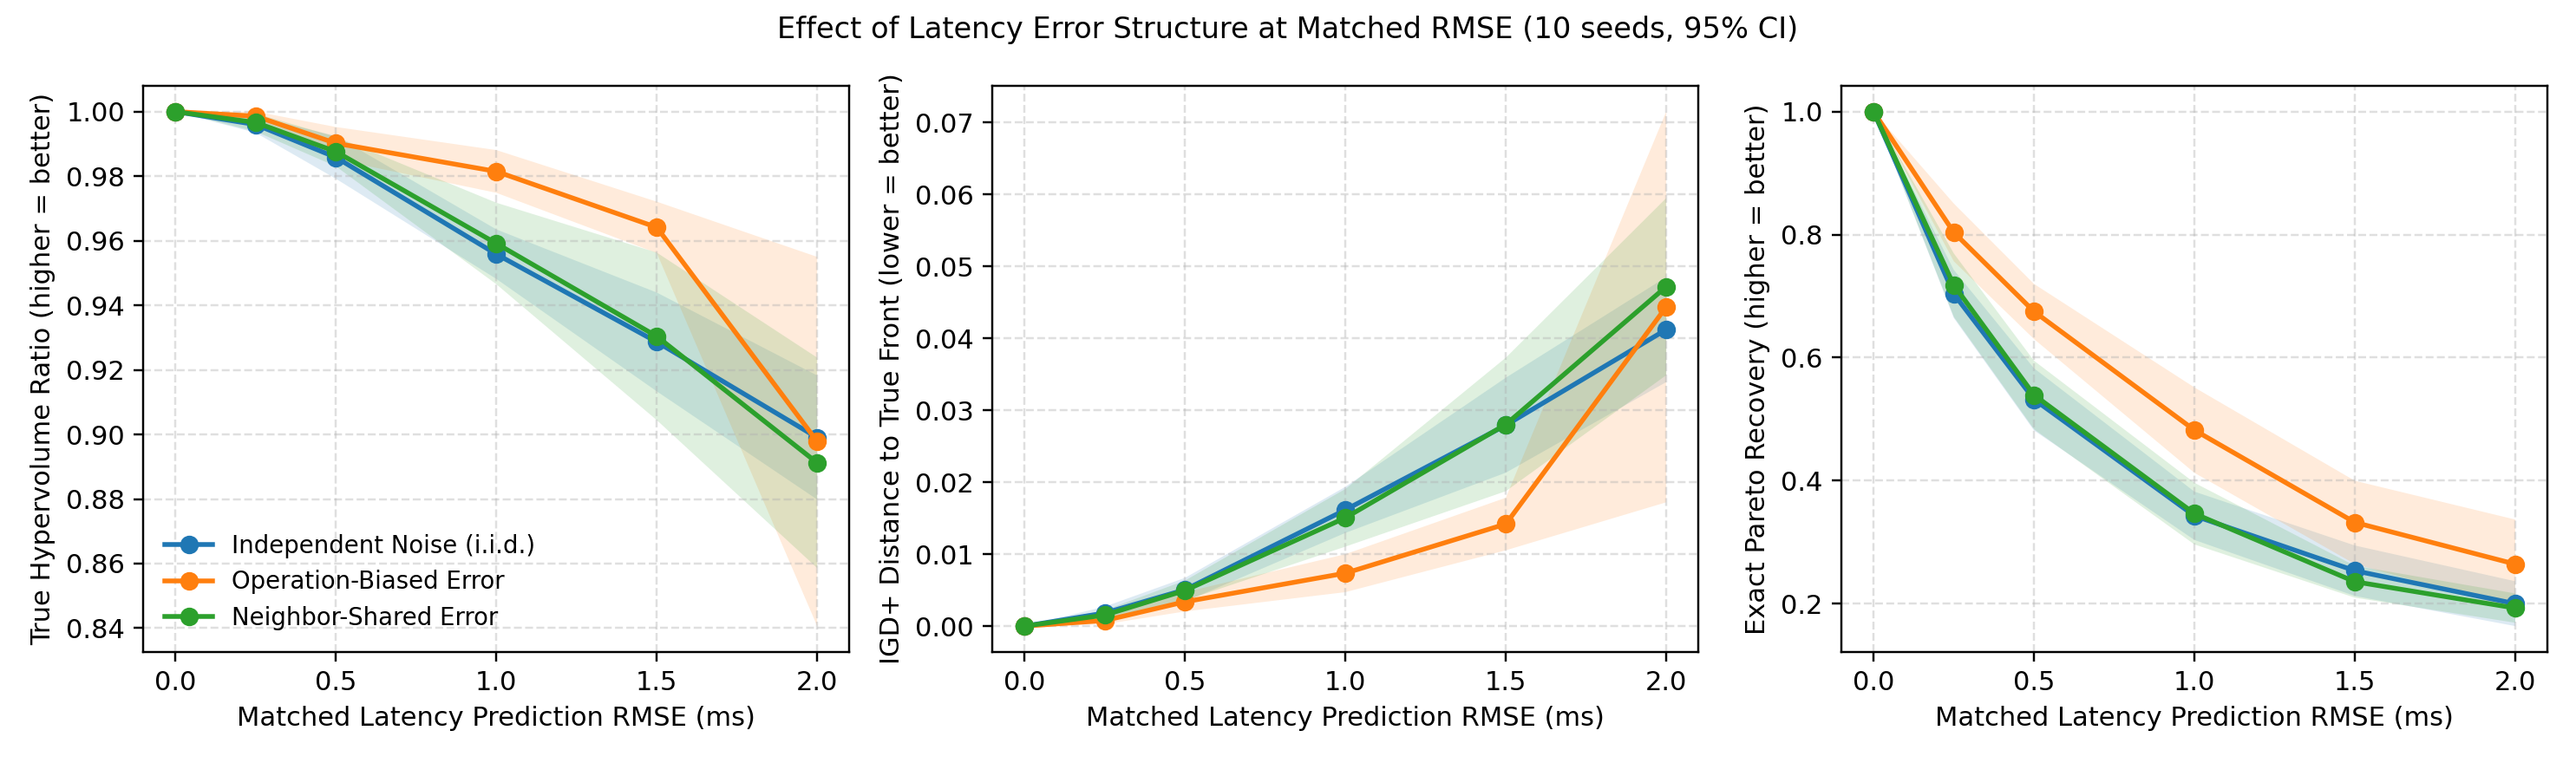 Effect of Latency Error Structure at Matched RMSE (10 seeds, 95% CI)
True Hypervolume Ratio (higher = better)
1.00
0.98
0.96
0.94
0.92
0.90
0.88
0.86
0.84
Independent Noise (i.i.d.)
Operation-Biased Error
Neighbor-Shared Error
0.0 0.5 1.0 1.5 2.0
Matched Latency Prediction RMSE (ms)
IGD+ Distance to True Front (lower = better)
0.07
0.06
0.05
0.04
0.03
0.02
0.01
0.00
0.0 0.5 1.0 1.5 2.0
Matched Latency Prediction RMSE (ms)
Exact Pareto Recovery (higher = better)
1.0
0.8
0.6
0.4
0.2
0.0 0.5 1.0 1.5 2.0
Matched Latency Prediction RMSE (ms)